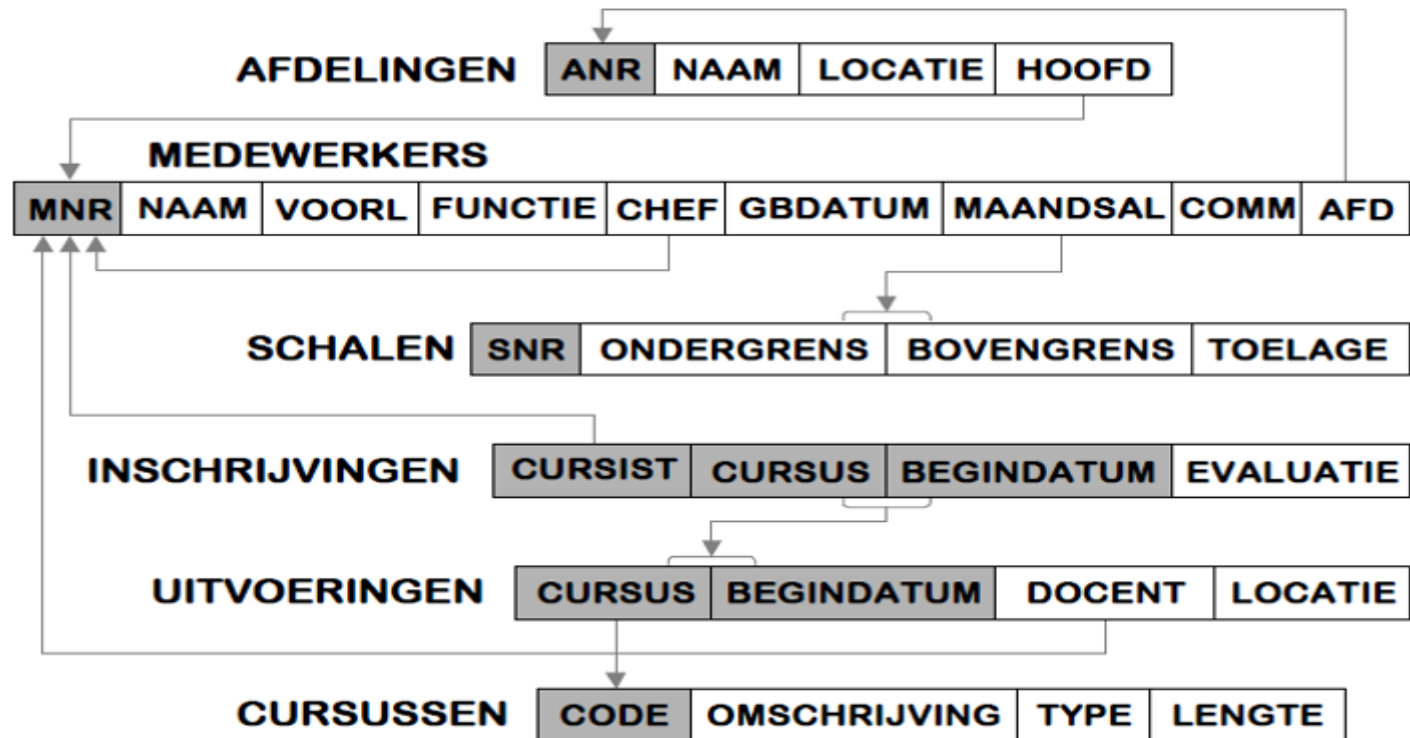 AFDELINGEN ANR NAAM LOCATIE HOOFD
MEDEWERKERS
MNR NAAM VOORL FUNCTIE CHEF GBDATUM MAANDSAL COMM AFD
SCHALEN SNR ONDERGRENS BOVENGRENS TOELAGE
INSCHRIJVINGEN CURSIST CURSUS BEGINDATUM EVALUATIE
UITVOERINGEN CURSUS BEGINDATUM DOCENT LOCATIE
CURSUSSEN CODE OMSCHRIJVING TYPE LENGTE